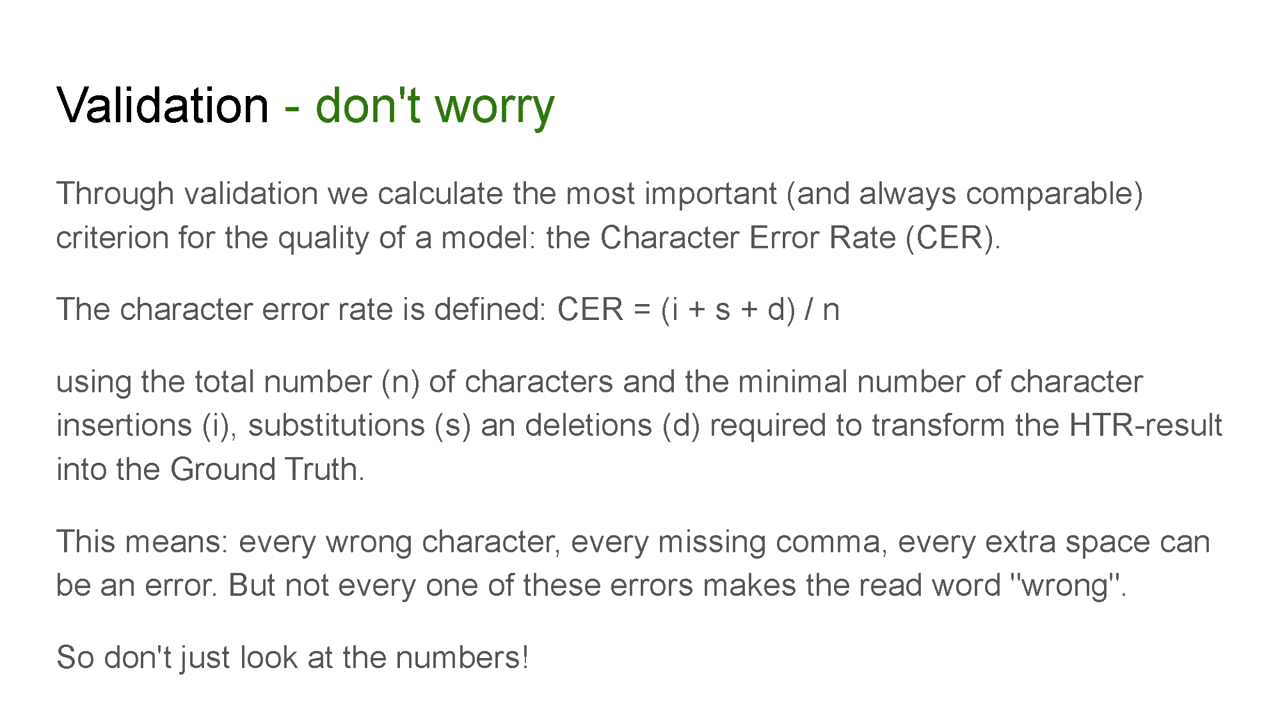 Validation - don't worry
Through validation we calculate the most important (and always comparable)
criterion for the quality of a model: the Character Error Rate (CER).
The character error rate is defined: CER = (i + s + d) / n
using the total number (n) of characters and the minimal number of character
insertions (i), substitutions (s) an deletions (d) required to transform the HTR-result
into the Ground Truth.
This means: every wrong character, every missing comma, every extra space can
be an error. But not every one of these errors makes the read word "wrong".
So don't just look at the numbers!